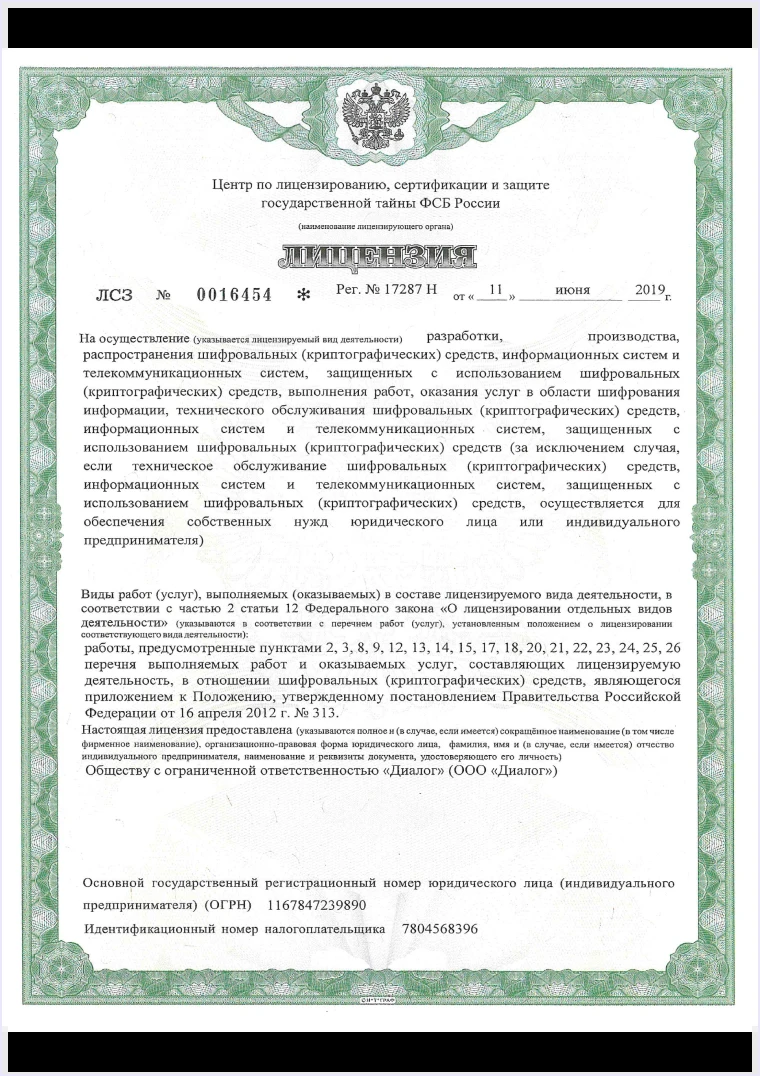 Центр по лицензированию, сертификации и защите
государственной тайны ФСБ России
(наименование лицензирующего органа)
ЛИЦЕНЗИЯ
ЛСЗ № 0016454 * Рег. № 17287 Н от « 11 » июня 2019 г.
На осуществление (указывается лицензируемый вид деятельности) разработки, производства,
распространения шифровальных (криптографических) средств, информационных систем и
телекоммуникационных систем, защищенных с использованием шифровальных
(криптографических) средств, выполнения работ, оказания услуг в области шифрования
информации, технического обслуживания шифровальных (криптографических) средств,
информационных систем и телекоммуникационных систем, защищенных с
использованием шифровальных (криптографических) средств (за исключением случая,
если техническое обслуживание шифровальных (криптографических) средств,
информационных систем и телекоммуникационных систем, защищенных с
использованием шифровальных (криптографических) средств, осуществляется для
обеспечения собственных нужд юридического лица или индивидуального
предпринимателя)
Виды работ (услуг), выполняемых (оказываемых) в составе лицензируемого вида деятельности, в
соответствии с частью 2 статьи 12 Федерального закона «О лицензировании отдельных видов
деятельности» (указываются в соответствии с перечнем работ (услуг), установленным положением о лицензировании
соответствующего вида деятельности):
работы, предусмотренные пунктами 2, 3, 8, 9, 12, 13, 14, 15, 17, 18, 20, 21, 22, 23, 24, 25, 26
перечня выполняемых работ и оказываемых услуг, составляющих лицензируемую
деятельность, в отношении шифровальных (криптографических) средств, являющегося
приложением к Положению, утвержденному постановлением Правительства Российской
Федерации от 16 апреля 2012 г. № 313.
Настоящая лицензия предоставлена (указываются полное и (в случае, если имеется) сокращённое наименование (в том числе
фирменное наименование), организационно-правовая форма юридического лица, фамилия, имя и (в случае, если имеется) отчество
индивидуального предпринимателя, наименование и реквизиты документа, удостоверяющего его личность)
Обществу с ограниченной ответственностью «Диалог» (ООО «Диалог»)
Основной государственный регистрационный номер юридического лица (индивидуального
предпринимателя) (ОГРН) 1167847239890
Идентификационный номер налогоплательщика 7804568396